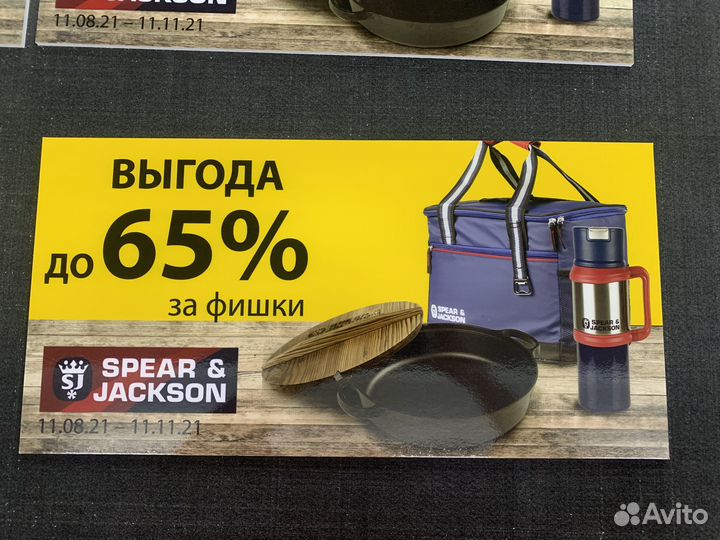 JACKSON
11.08.21 – 11.11.21
ВЫГОДА
до 65%
за фишки
SPEAR &
JACKSON
SPEAR &
JACKSON
SJ
SPEAR &
JACKSON
11.08.21 – 11.11.21
Avito